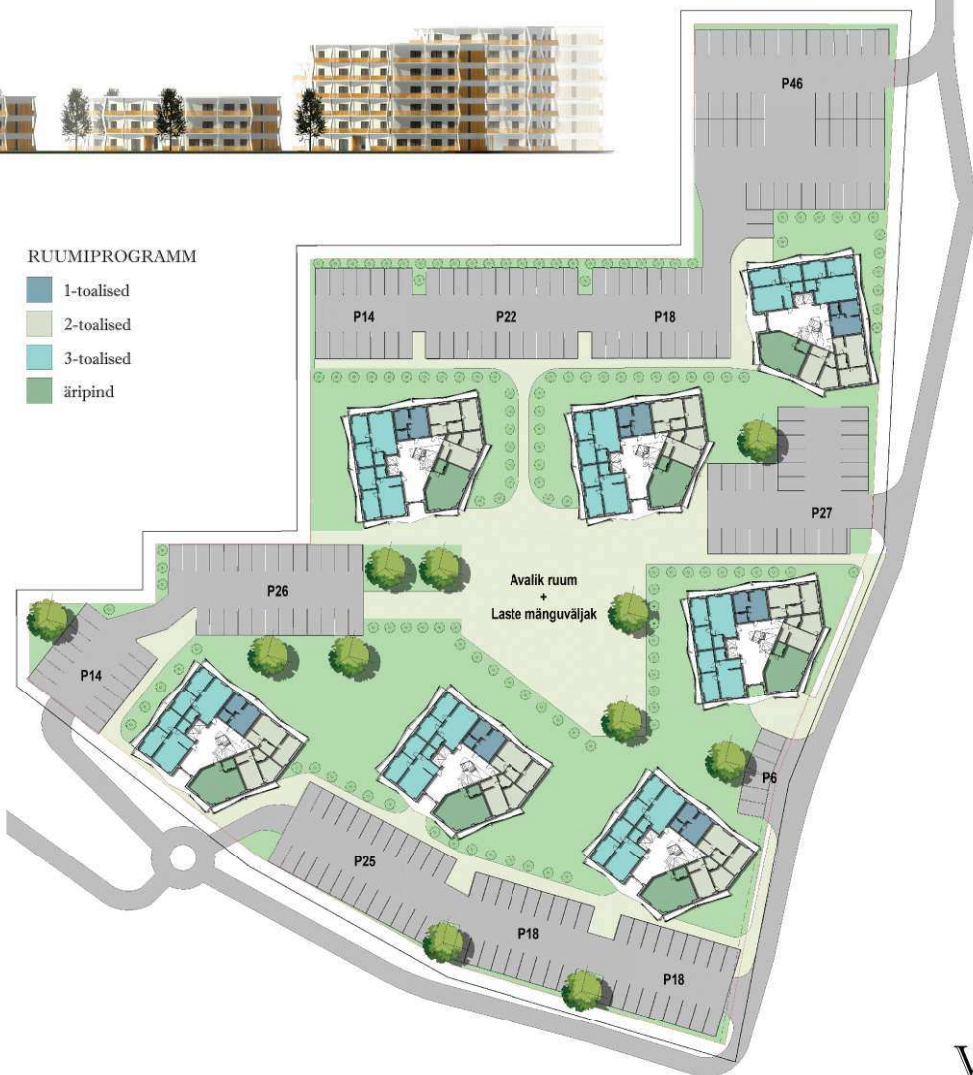 P46
RUUMIPROGRAMM
1-toalised
2-toalised
3-toalised
äripind
P14
P22
P18
P27
Avalik ruum
+
Laste mänguväljak
P26
P14
P6
P25
P18
P18